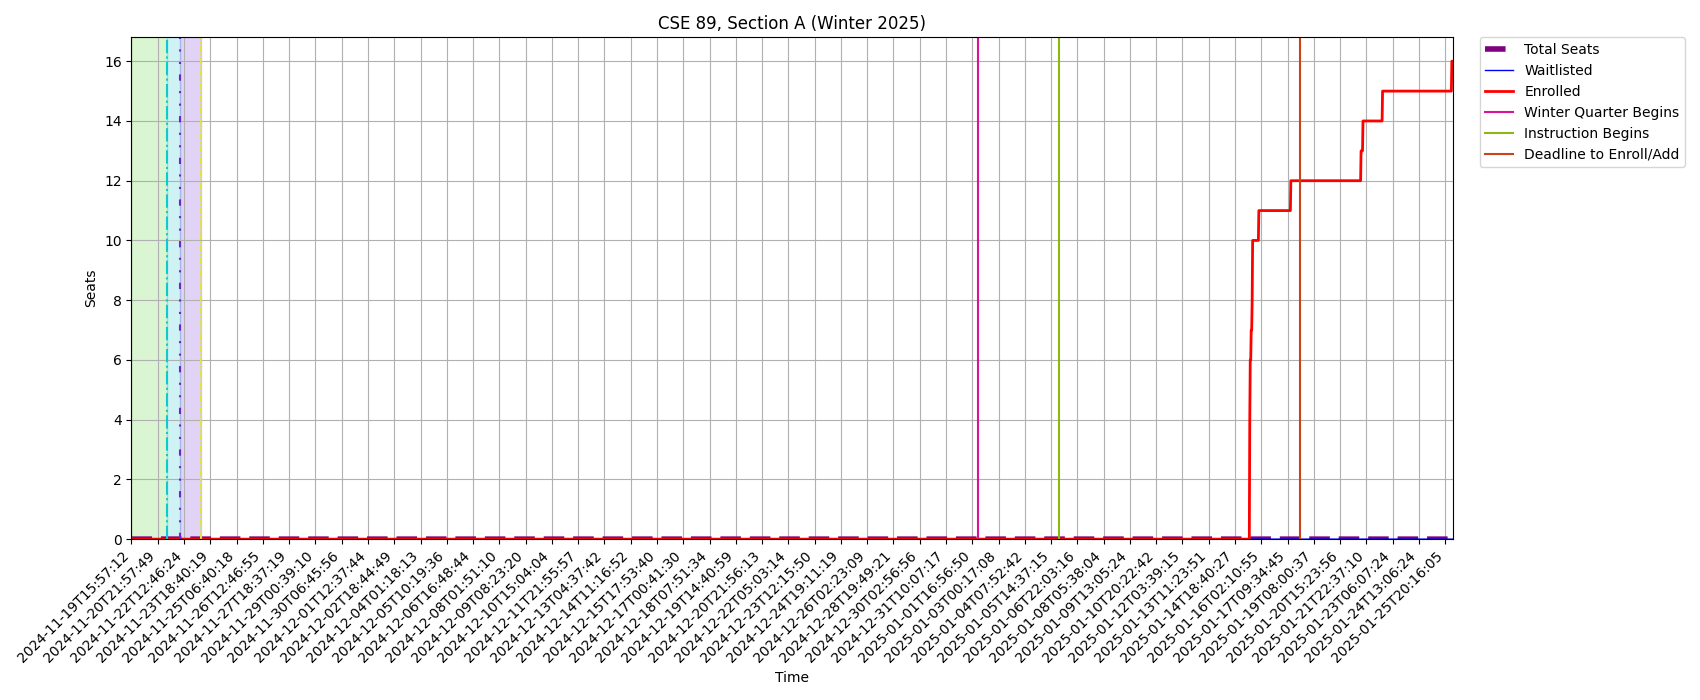 CSE 89, Section A (Winter 2025)
Total Seats
Waitlisted
Enrolled
Winter Quarter Begins
Instruction Begins
Deadline to Enroll/Add
Seats
16
14
12
10
8
6
4
2
0
2024-11-19T15:57:12
2024-11-20T21:57:49
2024-11-22T12:46:24
2024-11-23T18:40:19
2024-11-25T06:40:18
2024-11-26T12:46:55
2024-11-27T18:37:19
2024-11-29T00:39:10
2024-11-30T06:45:56
2024-12-01T12:37:44
2024-12-02T18:44:49
2024-12-04T01:18:13
2024-12-05T10:19:36
2024-12-06T16:48:44
2024-12-08T01:51:10
2024-12-09T08:23:20
2024-12-10T15:04:04
2024-12-11T21:55:57
2024-12-13T04:37:42
2024-12-14T11:16:52
2024-12-15T17:53:40
2024-12-17T00:41:30
2024-12-18T07:51:34
2024-12-19T14:40:59
2024-12-20T21:56:13
2024-12-22T05:03:14
2024-12-23T12:15:50
2024-12-24T19:11:19
2024-12-26T02:23:09
2024-12-28T19:49:21
2024-12-30T02:56:56
2024-12-31T10:07:17
2025-01-01T16:56:50
2025-01-03T00:17:08
2025-01-04T07:52:42
2025-01-05T14:37:15
2025-01-06T22:03:16
2025-01-08T05:38:04
2025-01-09T13:05:24
2025-01-10T20:22:42
2025-01-12T03:39:15
2025-01-13T11:23:51
2025-01-14T18:40:27
2025-01-16T02:10:55
2025-01-17T09:34:45
2025-01-19T08:00:37
2025-01-20T15:23:56
2025-01-21T22:37:10
2025-01-23T06:07:24
2025-01-24T13:06:24
2025-01-25T20:16:05
Time